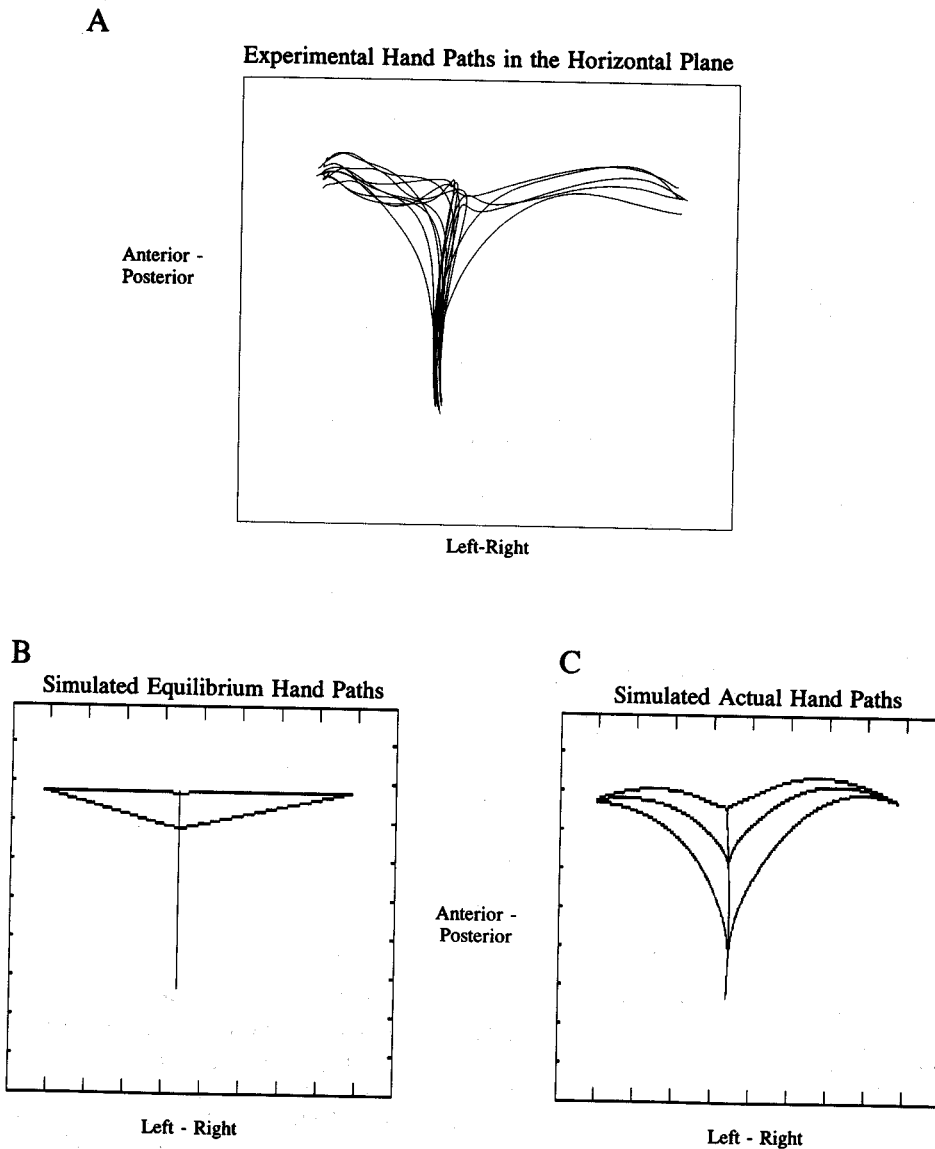 A
Experimental Hand Paths in the Horizontal Plane
Anterior -
Posterior
Left-Right
B
Simulated Equilibrium Hand Paths
Left - Right
C
Simulated Actual Hand Paths
Anterior -
Posterior
Left - Right